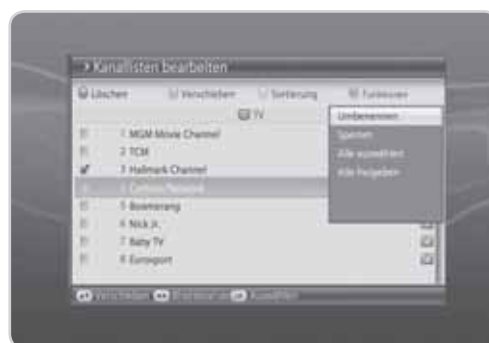 Kanallisten bearbeiten
Löschen Verschieben Sortierung Funktionen
TV
Umbenennen
Sperren
Alle auswählen
Alle freigeben
1 MGM Movie Channel
2 TCM
3 Hallmark Channel
4 Cartoon Network
5 Boomerang
6 Nick Jr.
7 Baby TV
8 Eurosport
Verschieben Auswählen